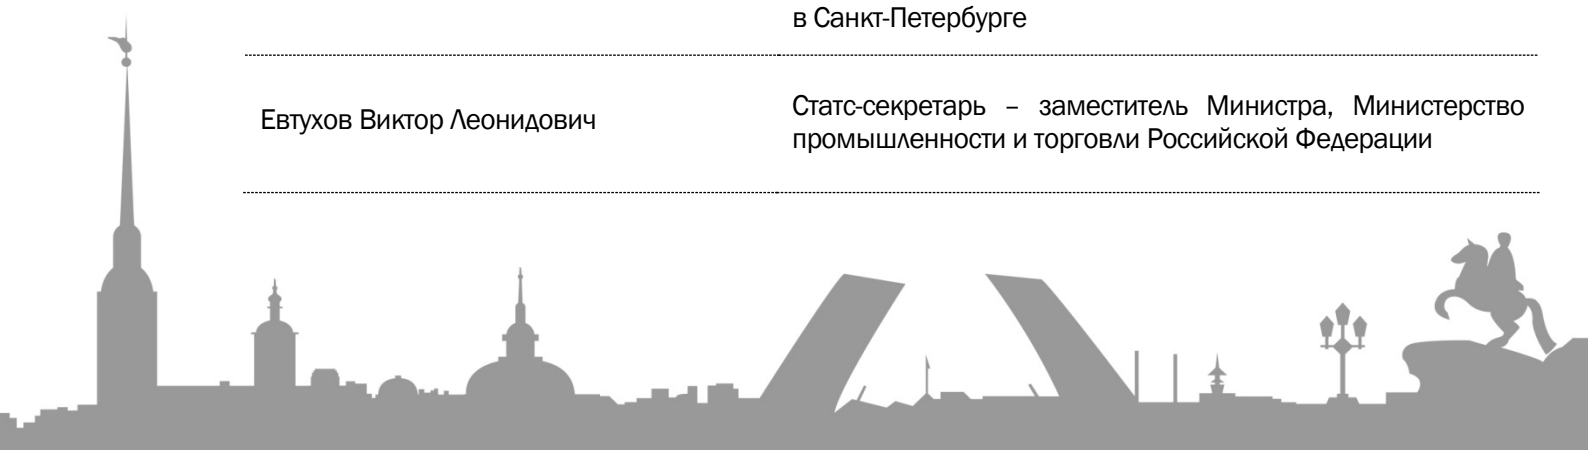 в Санкт-Петербурге
Евтухов Виктор Леонидович
Статс-секретарь – заместитель Министра, Министерство
промышленности и торговли Российской Федерации